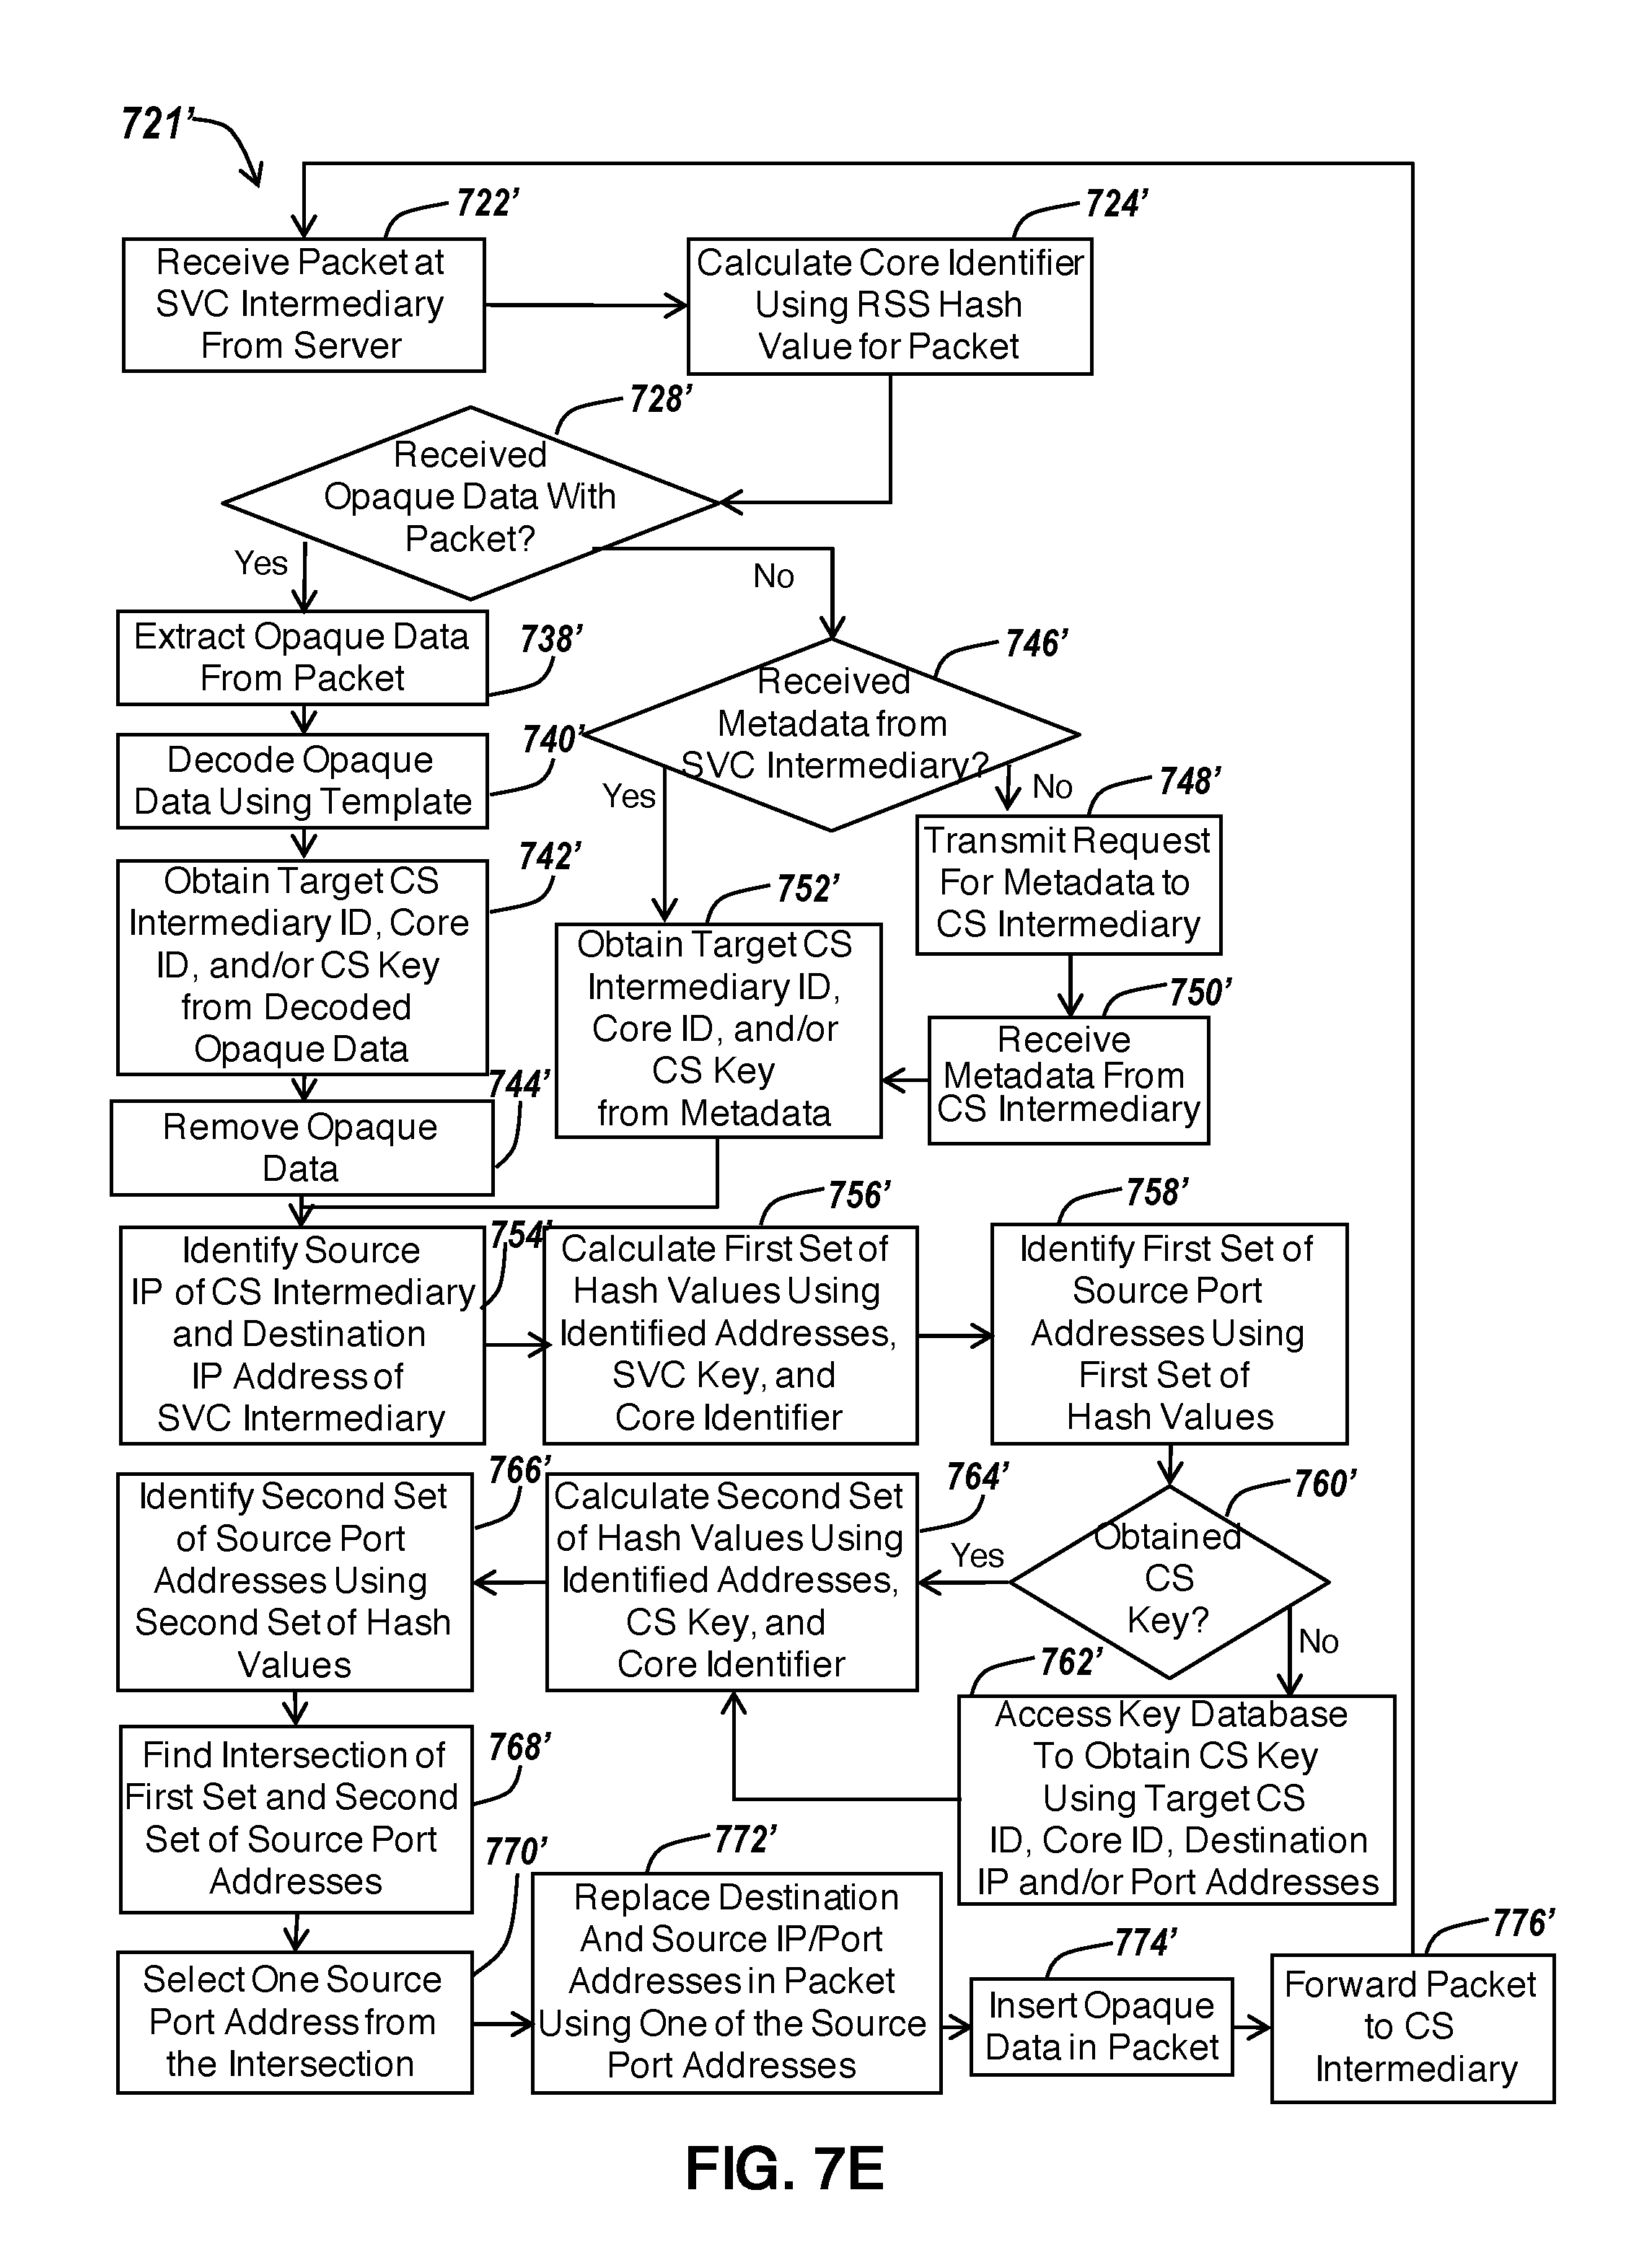 721’
722’
Receive Packet at
SVC Intermediary
From Server
724’
Calculate Core Identifier
Using RSS Hash
Value for Packet
728’
Received
Opaque Data With
Packet?
Yes
No
738’
Extract Opaque Data
From Packet
740’
Decode Opaque
Data Using Template
742’
Obtain Target CS
Intermediary ID, Core
ID, and/or CS Key
from Decoded
Opaque Data
744’
Remove Opaque
Data
746’
Received
Metadata from
SVC Intermediary?
Yes
No
748’
Transmit Request
For Metadata to
CS Intermediary
750’
Receive
Metadata From
CS Intermediary
752’
Obtain Target CS
Intermediary ID,
Core ID, and/or
CS Key
from Metadata
754’
Identify Source
IP of CS Intermediary
and Destination
IP Address of
SVC Intermediary
756’
Calculate First Set of
Hash Values Using
Identified Addresses,
SVC Key, and
Core Identifier
758’
Identify First Set of
Source Port
Addresses Using
First Set of
Hash Values
760’
Obtained
CS
Key?
Yes
No
762’
Access Key Database
To Obtain CS Key
Using Target CS
ID, Core ID, Destination
IP and/or Port Addresses
764’
Calculate Second Set
of Hash Values Using
Identified Addresses,
CS Key, and
Core Identifier
766’
Identify Second Set
of Source Port
Addresses Using
Second Set of Hash
Values
768’
Find Intersection of
First Set and Second
Set of Source Port
Addresses
770’
Select One Source
Port Address from
the Intersection
772’
Replace Destination
And Source IP/Port
Addresses in Packet
Using One of the Source
Port Addresses
774’
Insert Opaque
Data in Packet
776’
Forward Packet
to CS
Intermediary
FIG. 7E